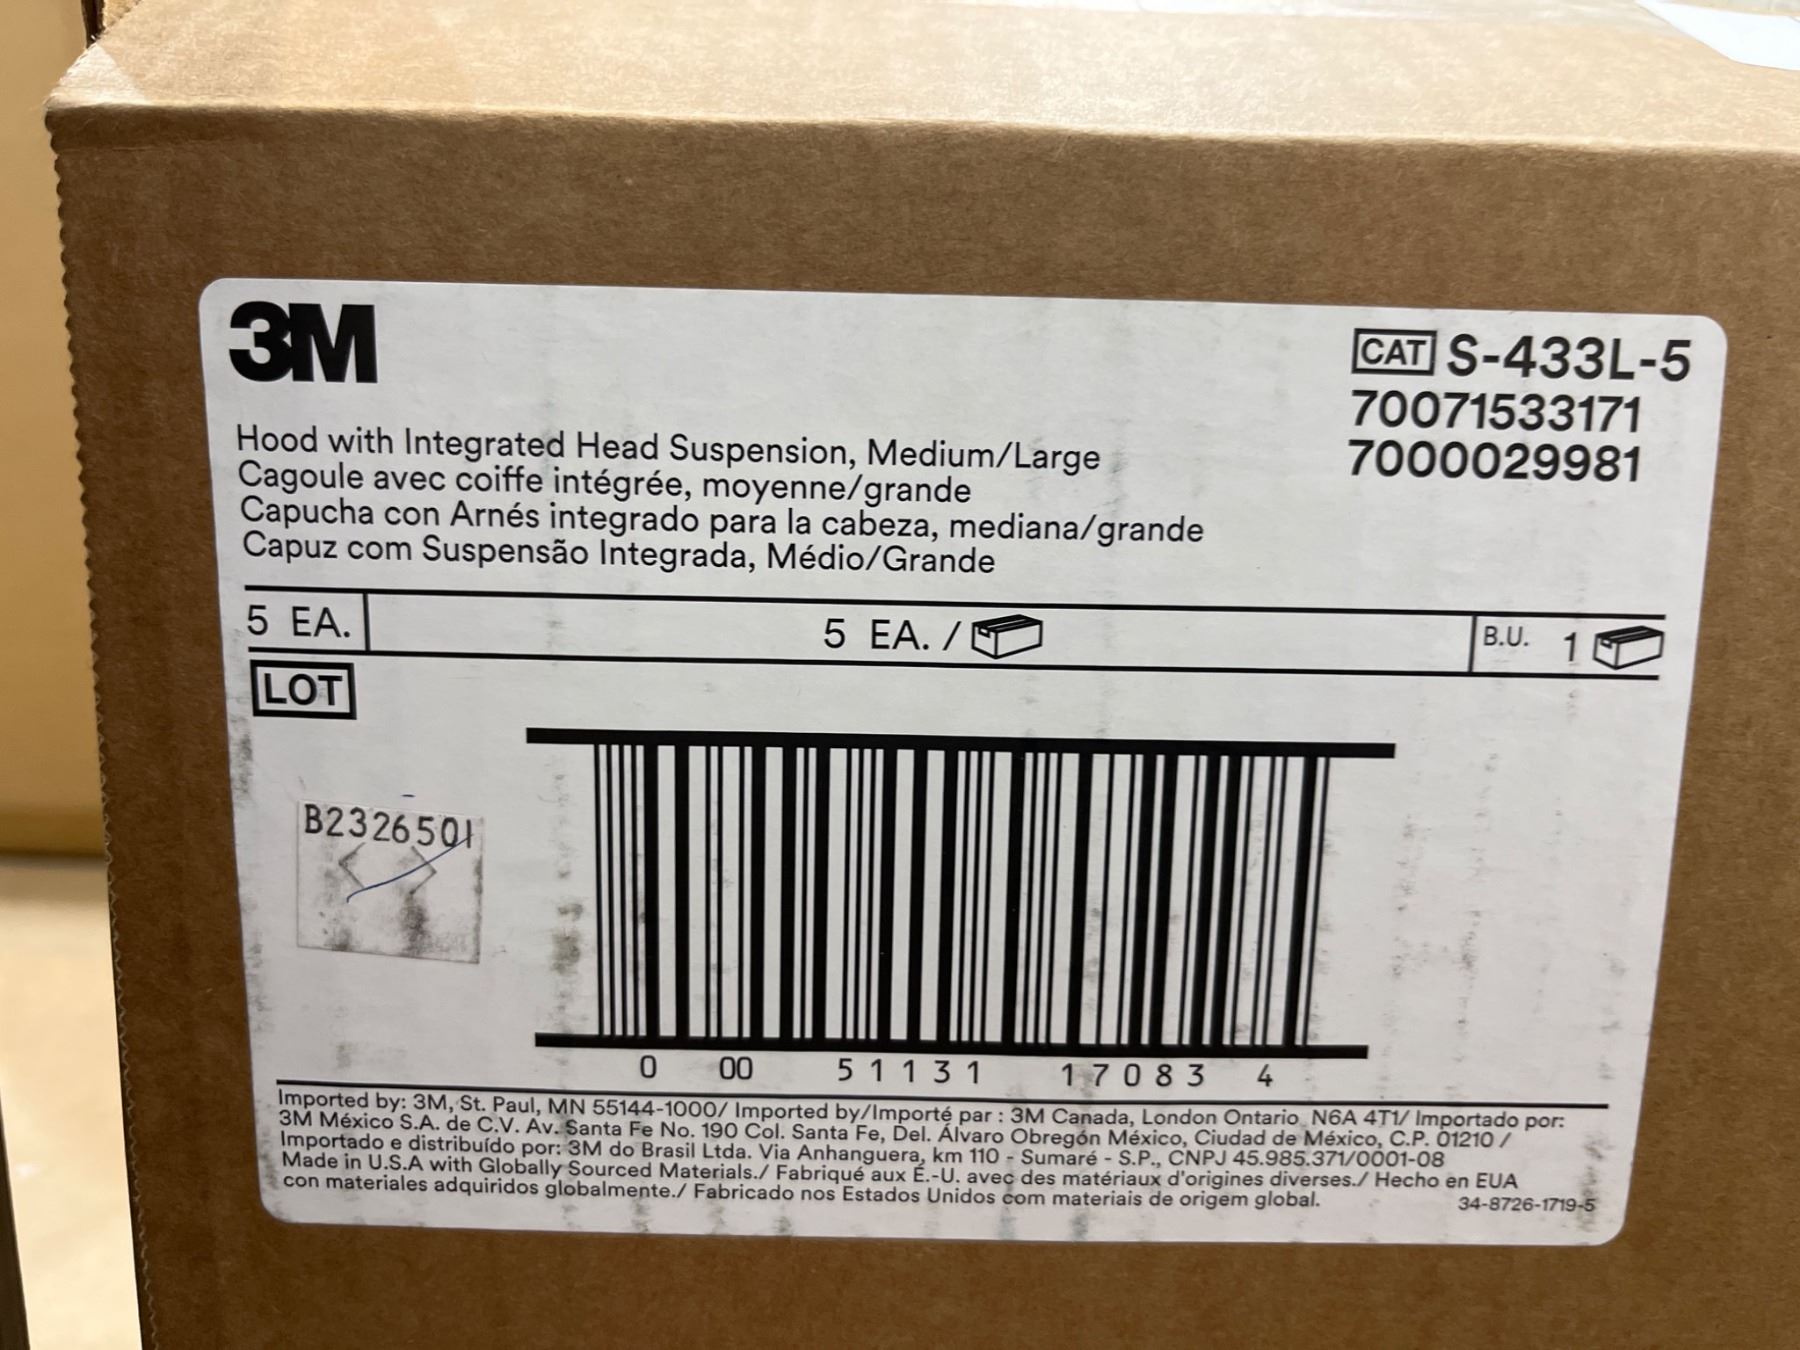 3M
CAT S-433L-5
70071533171
7000029981
Hood with Integrated Head Suspension, Medium/Large
Cagoule avec coiffe intégrée, moyenne/grande
Capucha con Arnés integrado para la cabeza, mediana/grande
Capuz com Suspensão Integrada, Médio/Grande
5 EA.
5 EA. /
B.U. 1
LOT
B2326501
0 00 51131 17083 4
Imported by: 3M, St. Paul, MN 55144-1000/ Imported by/Importé par : 3M Canada, London Ontario N6A 4T1/ Importado por:
3M México S.A. de C.V. Av. Santa Fe No. 190 Col. Santa Fe, Del. Álvaro Obregón México, Ciudad de México, C.P. 01210 /
Importado e distribuído por: 3M do Brasil Ltda. Via Anhanguera, km 110 - Sumaré - S.P., CNPJ 45.985.371/0001-08
Made in U.S.A with Globally Sourced Materials./ Fabriqué aux É.-U. avec des matériaux d'origines diverses./ Hecho en EUA
con materiales adquiridos globalmente./ Fabricado nos Estados Unidos com materiais de origem global.
34-8726-1719-5